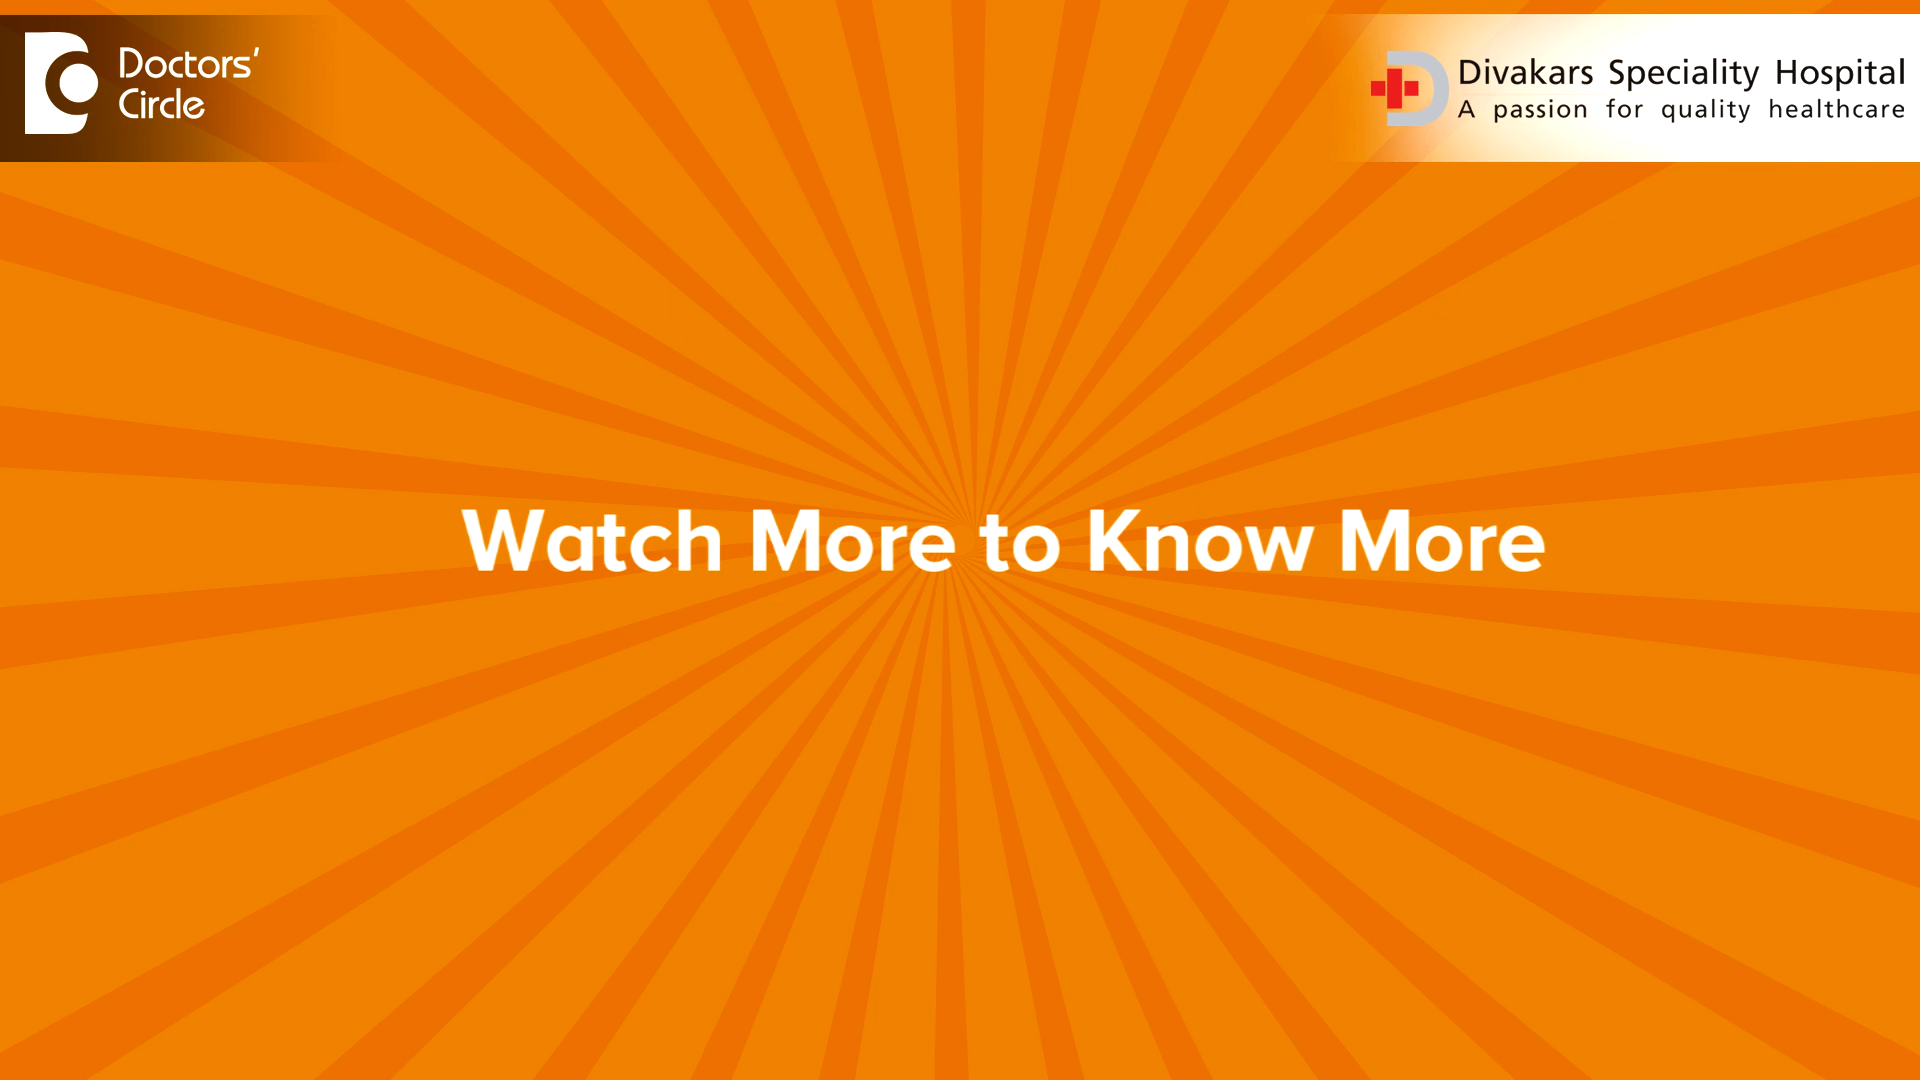 Doctors'
Circle
Divakars Speciality Hospital
A passion for quality healthcare
Watch More to Know More